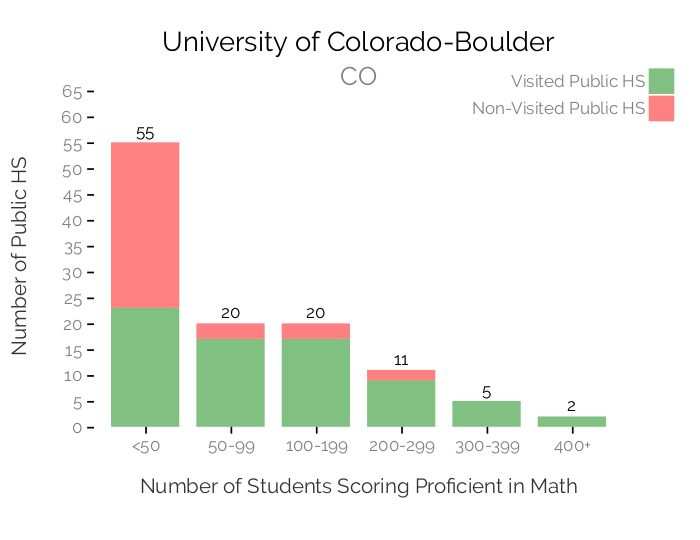 University of Colorado-Boulder
CO
Visited Public HS
Non-Visited Public HS
Number of Public HS
65
60
55
50
45
40
35
30
25
20
15
10
5
0
55
20
20
11
5
2
<50 50-99 100-199 200-299 300-399 400+
Number of Students Scoring Proficient in Math